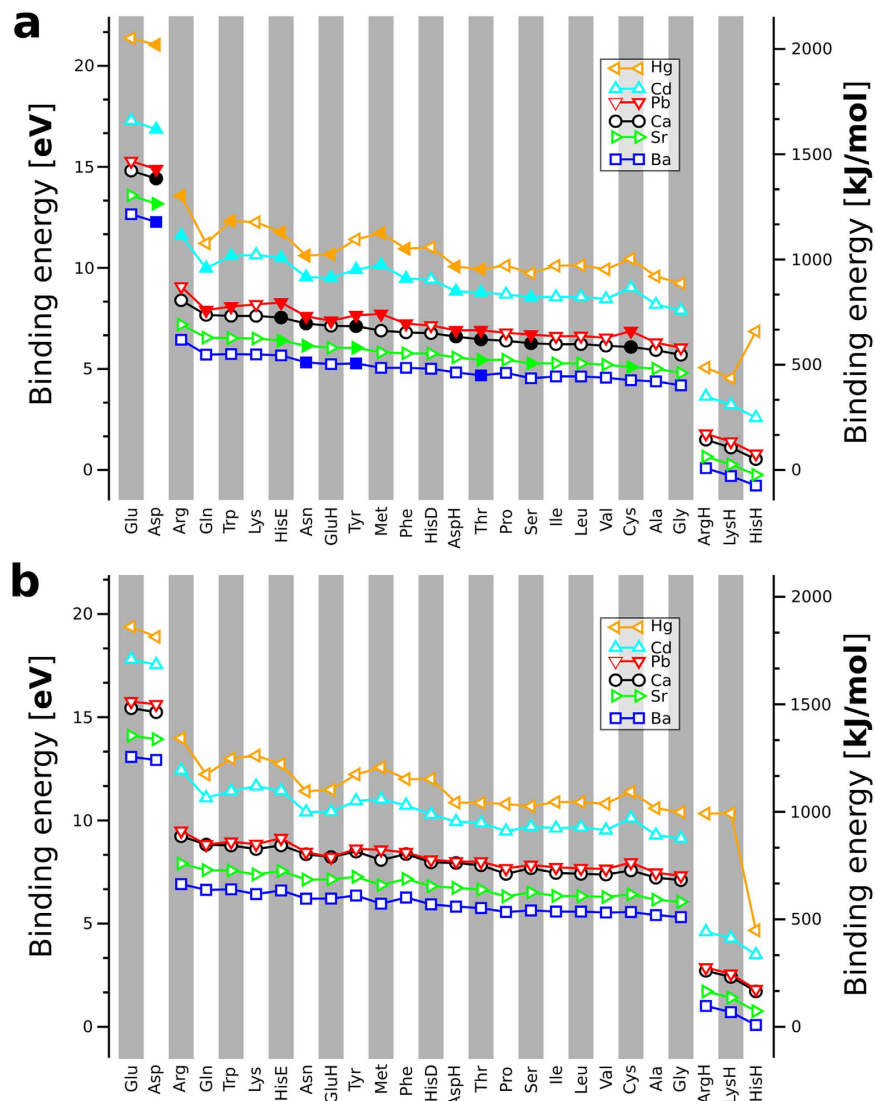 a
Binding energy [eV]
20
15
10
5
0
Hg
Cd
Pb
Ca
Sr
Ba
2000
1500
1000
500
0
Binding energy [kJ/mol]
Glu Asp Arg Gln Trp Lys HisE Asn GluH Tyr Met Phe HisD AspH Thr Pro Ser Ile Leu Val Cys Ala Gly ArgH LysH HisH
b
Binding energy [eV]
20
15
10
5
0
Hg
Cd
Pb
Ca
Sr
Ba
2000
1500
1000
500
0
Binding energy [kJ/mol]
Glu Asp Arg Gln Trp Lys HisE Asn GluH Tyr Met Phe HisD AspH Thr Pro Ser Ile Leu Val Cys Ala Gly ArgH LysH HisH